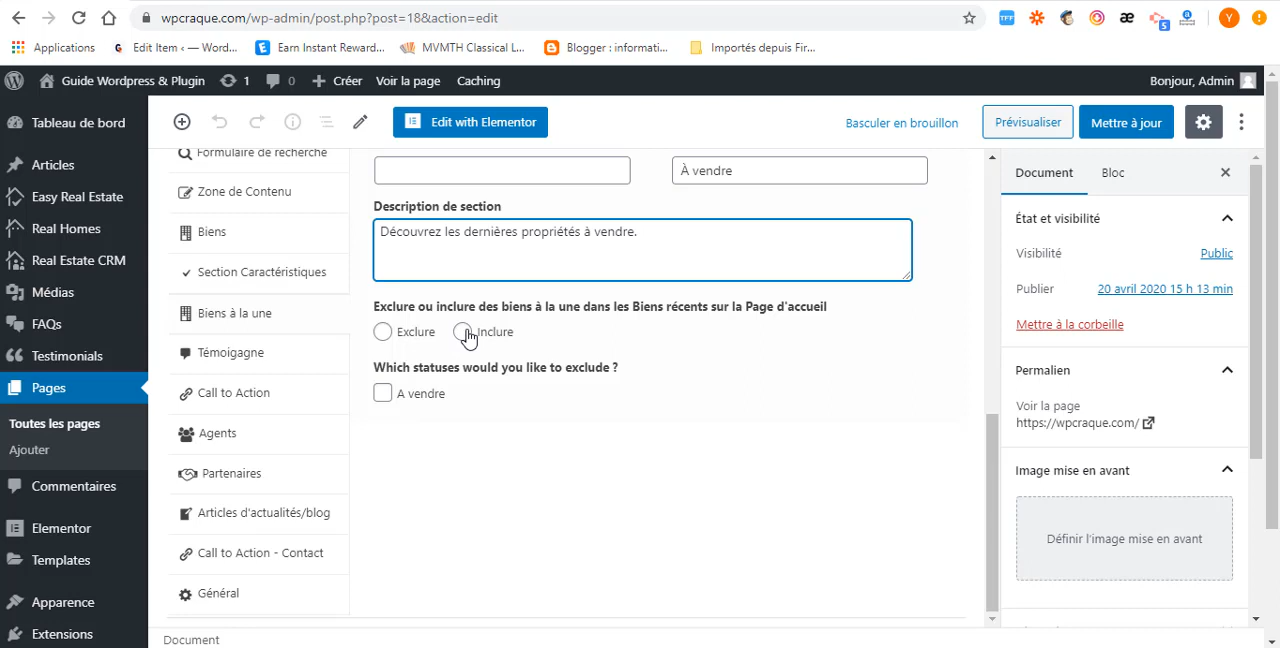 wpcraque.com/wp-admin/post.php?post=18&action=edit
TFF
æ
5
Y
Applications
Edit Item ‹ — Word...
Earn Instant Reward...
MVMTH Classical L...
Blogger : informati...
Importés depuis Fir...
Guide Wordpress & Plugin
1
0
Créer
Voir la page
Caching
Bonjour, Admin
Edit with Elementor
Basculer en brouillon
Prévisualiser
Mettre à jour
Tableau de bord
Articles
Easy Real Estate
Real Homes
Real Estate CRM
Médias
FAQs
Testimonials
Pages
Toutes les pages
Ajouter
Commentaires
Elementor
Templates
Apparence
Extensions
Formulaire de recherche
Zone de Contenu
Biens
Section Caractéristiques
Biens à la une
Témoigagne
Call to Action
Agents
Partenaires
Articles d'actualités/blog
Call to Action - Contact
Général
À vendre
Description de section
Découvrez les dernières propriétés à vendre.
Exclure ou inclure des biens à la une dans les Biens récents sur la Page d'accueil
Exclure
Inclure
Which statuses would you like to exclude ?
A vendre
Document
Bloc
État et visibilité
Visibilité
Public
Publier
20 avril 2020 15 h 13 min
Mettre à la corbeille
Permalien
Voir la page
https://wpcraque.com/
Image mise en avant
Définir l'image mise en avant
Document